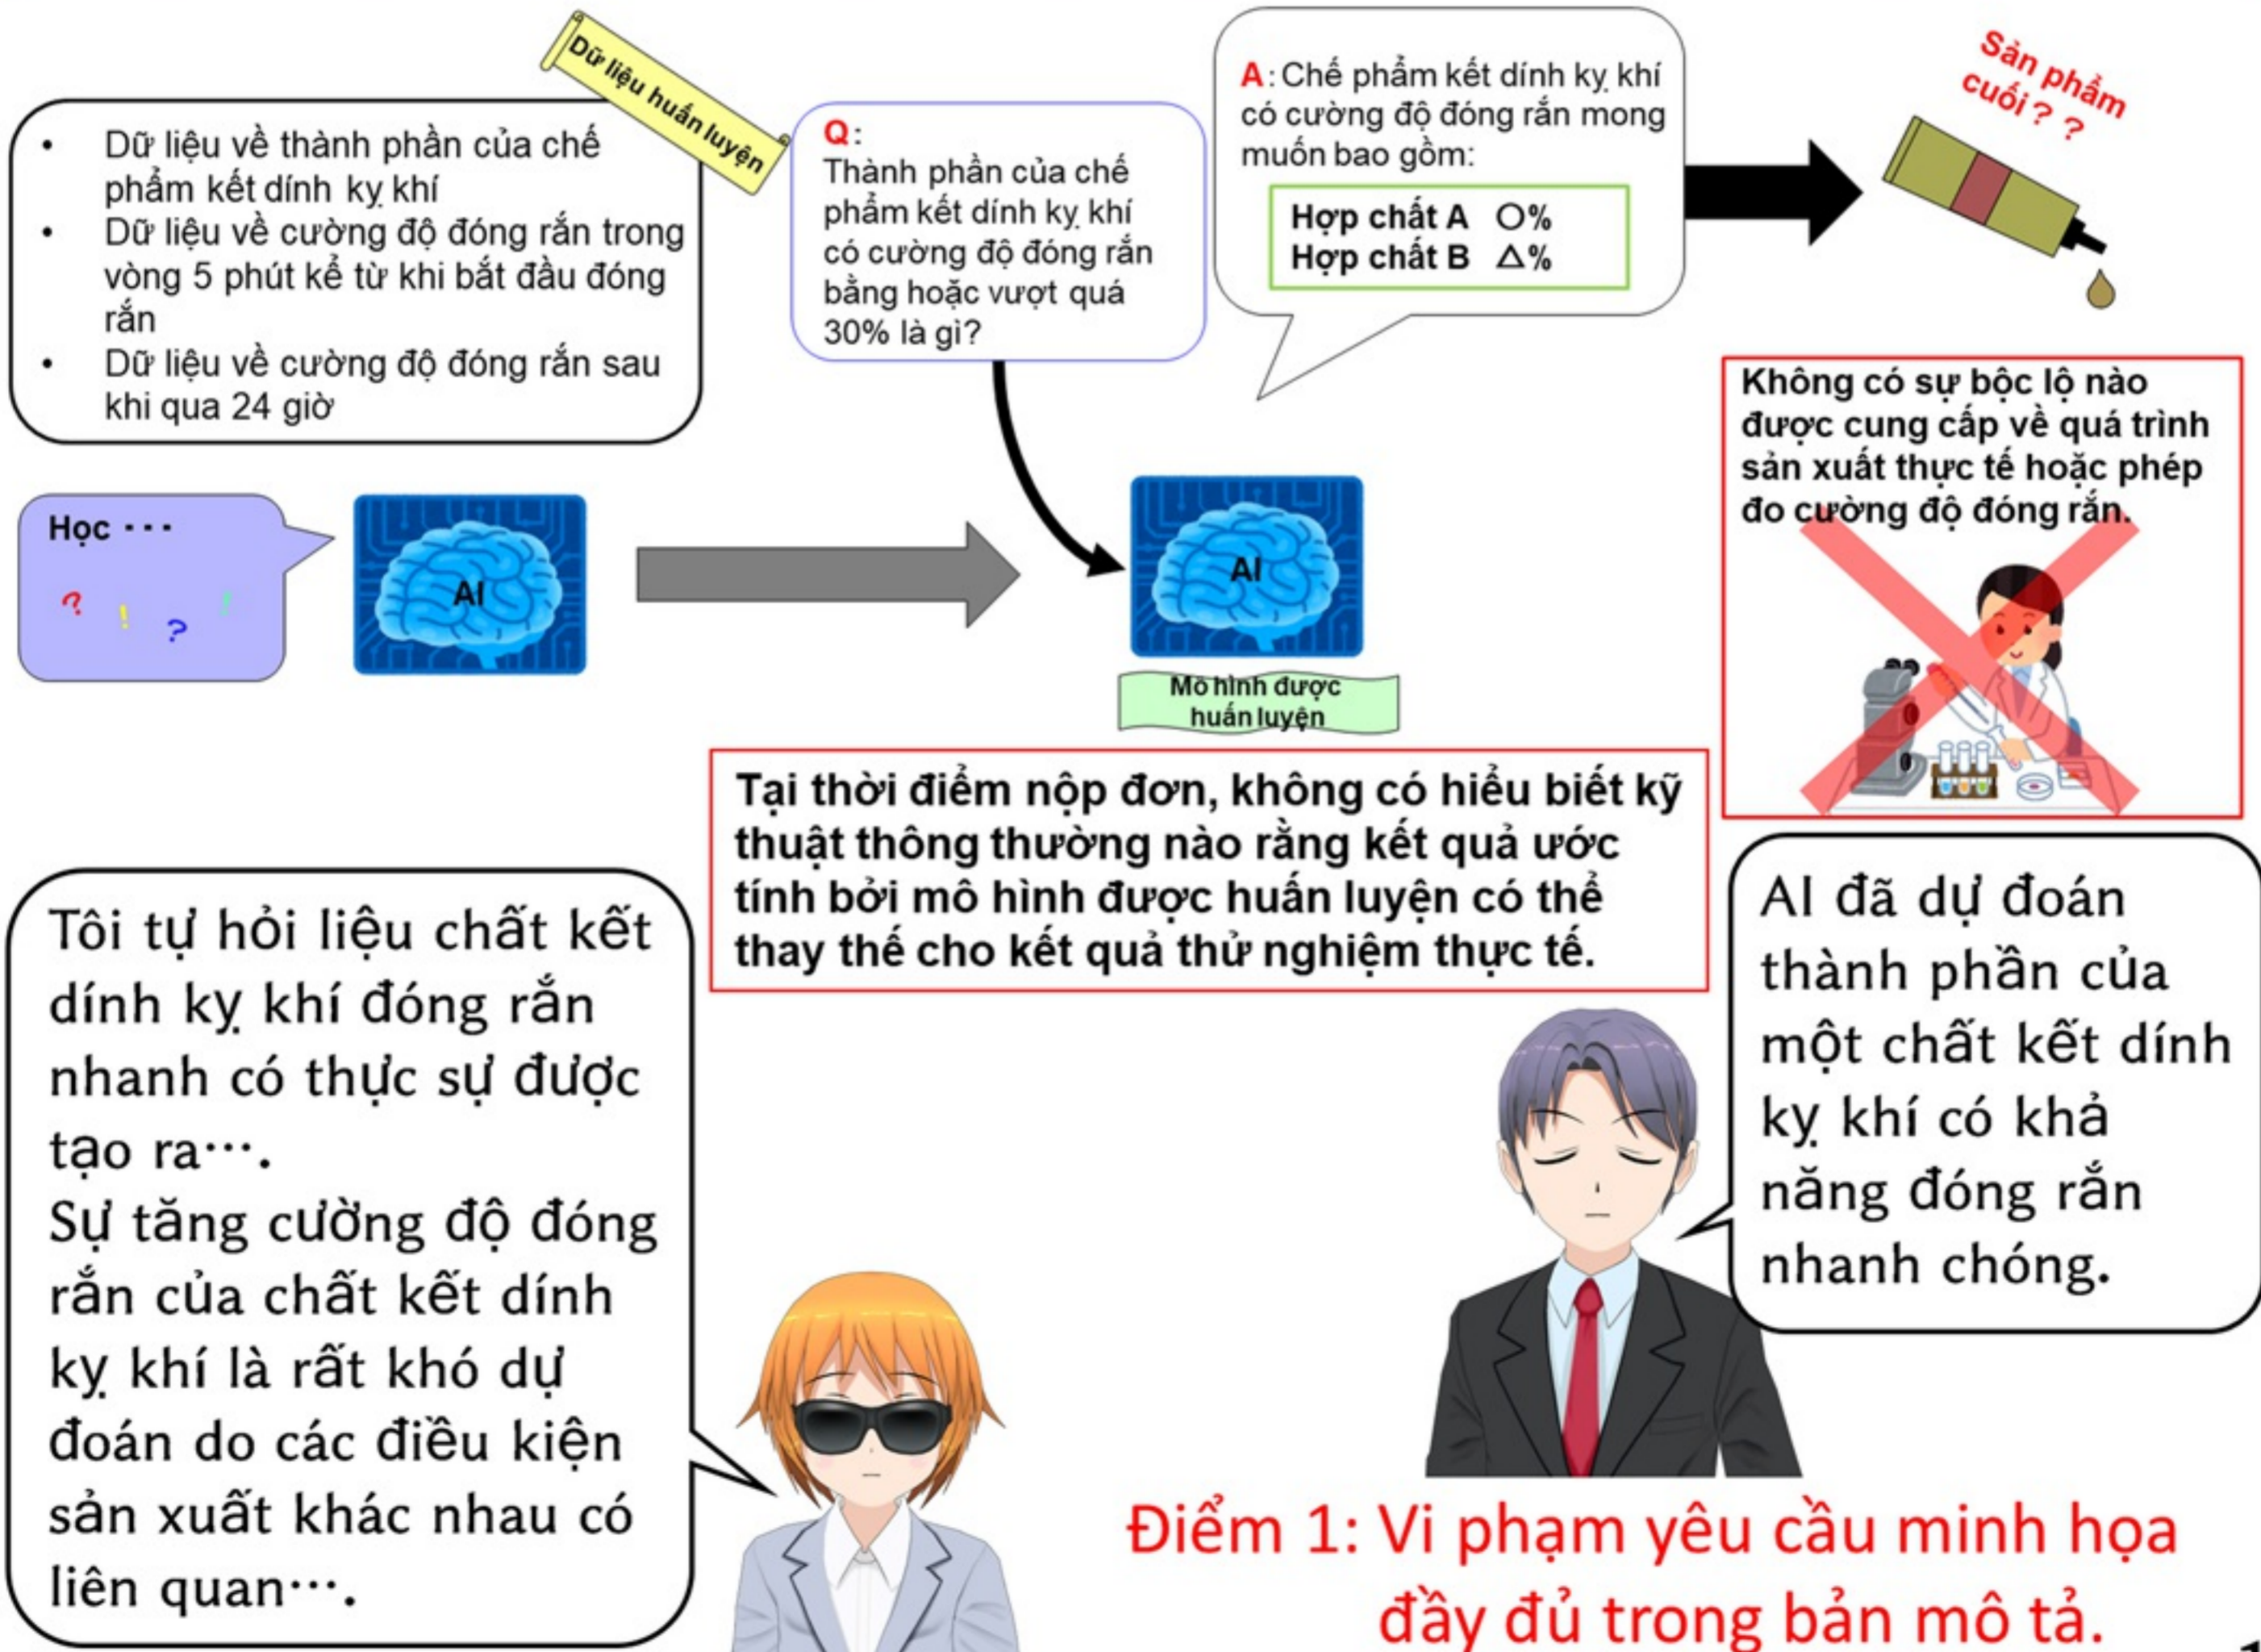 Dữ liệu huấn luyện
• Dữ liệu về thành phần của chế
phẩm kết dính kỵ khí
• Dữ liệu về cường độ đóng rắn trong
vòng 5 phút kể từ khi bắt đầu đóng
rắn
• Dữ liệu về cường độ đóng rắn sau
khi qua 24 giờ
Q:
Thành phần của chế
phẩm kết dính kỵ khí
có cường độ đóng rắn
bằng hoặc vượt quá
30% là gì?
A: Chế phẩm kết dính kỵ khí
có cường độ đóng rắn mong
muốn bao gồm:
Hợp chất A ○%
Hợp chất B △%
Sản phẩm
cuối? ?
Học ···
? ! ? !
AI
AI
Mô hình được
huấn luyện
Không có sự bộc lộ nào
được cung cấp về quá trình
sản xuất thực tế hoặc phép
đo cường độ đóng rắn.
Tại thời điểm nộp đơn, không có hiểu biết kỹ
thuật thông thường nào rằng kết quả ước
tính bởi mô hình được huấn luyện có thể
thay thế cho kết quả thử nghiệm thực tế.
Tôi tự hỏi liệu chất kết
dính kỵ khí đóng rắn
nhanh có thực sự được
tạo ra….
Sự tăng cường độ đóng
rắn của chất kết dính
kỵ khí là rất khó dự
đoán do các điều kiện
sản xuất khác nhau có
liên quan….
AI đã dự đoán
thành phần của
một chất kết dính
kỵ khí có khả
năng đóng rắn
nhanh chóng.
Điểm 1: Vi phạm yêu cầu minh họa
đầy đủ trong bản mô tả.